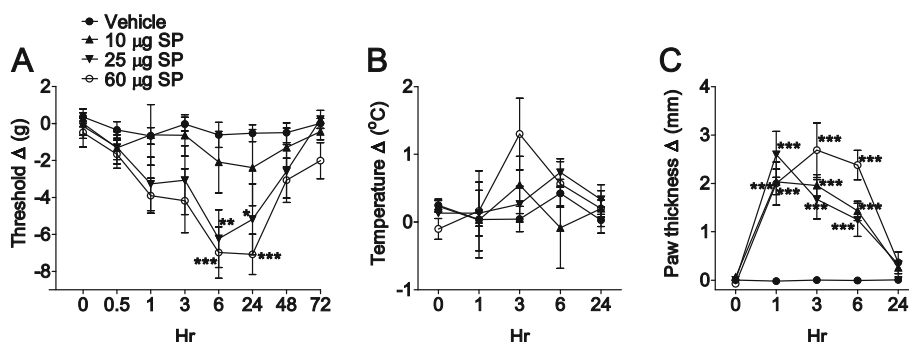 Vehicle
10 μg SP
25 μg SP
60 μg SP
A
Threshold Δ (g)
2
0
-2
-4
-6
-8
**
*
***
***
0 0.5 1 3 6 24 48 72
Hr
B
Temperature Δ (⁰C)
1
0
-1
0 1 3 6 24
Hr
C
Paw thickness Δ (mm)
4
3
2
1
0
***
***
***
***
***
***
***
***
***
0 1 3 6 24
Hr